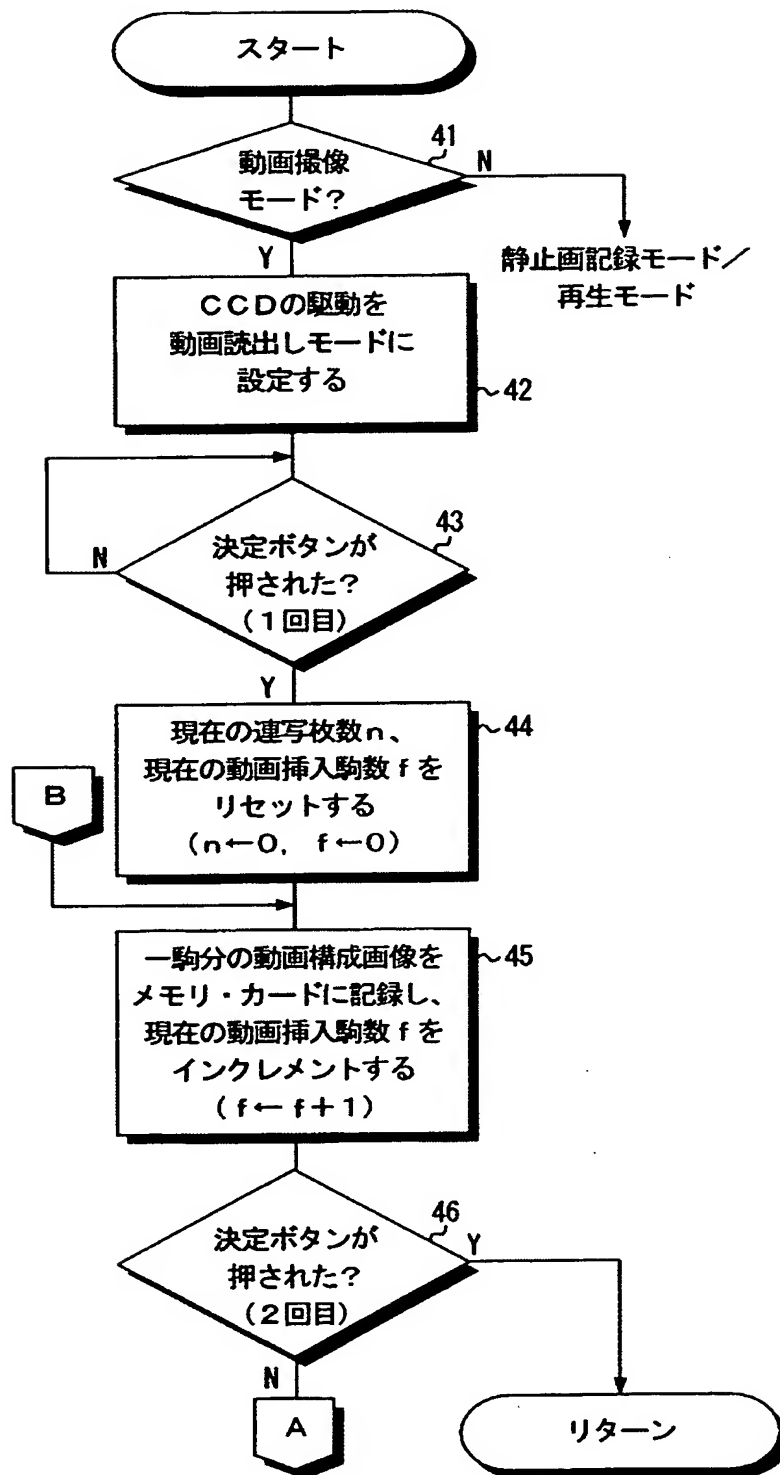 スタート
動画撮像
モード?
41
N
静止画記録モード/
再生モード
Y
CCDの駆動を
動画読出しモードに
設定する
42
決定ボタンが
押された?
(1回目)
43
N
Y
現在の連写枚数n、
現在の動画挿入駒数fを
リセットする
(n←0, f←0)
44
B
一駒分の動画構成画像を
メモリ・カードに記録し、
現在の動画挿入駒数fを
インクレメントする
(f←f+1)
45
決定ボタンが
押された?
(2回目)
46
Y
N
A
リターン